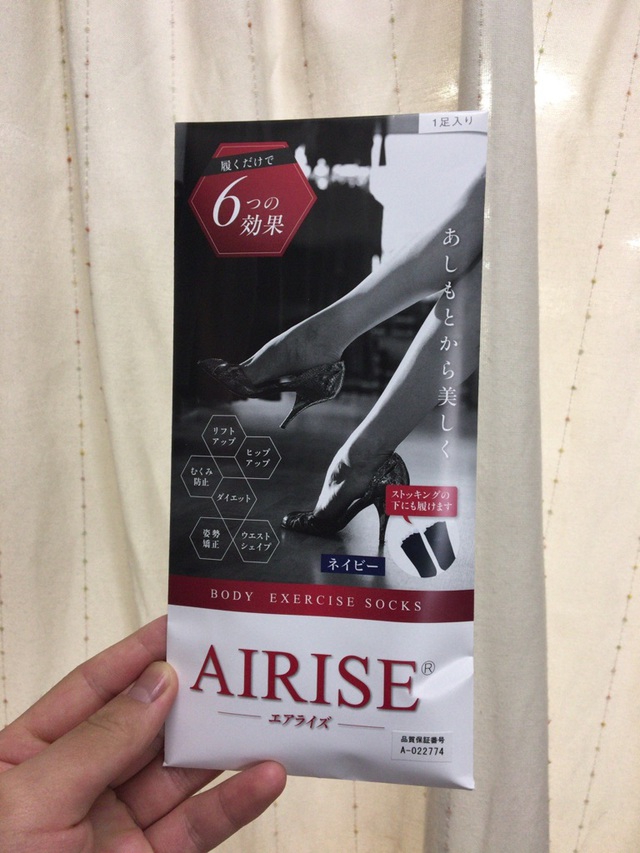 1足入り
履くだけで
6つの
効果
あしもとから美しく
リフト
アップ
ヒップ
アップ
むくみ
防止
ダイエット
姿勢
矯正
ウエスト
シェイプ
ストッキングの
下にも履けます
ネイビー
BODY EXERCISE SOCKS
AIRISE®
エアライズ
品質保証番号
A-022774